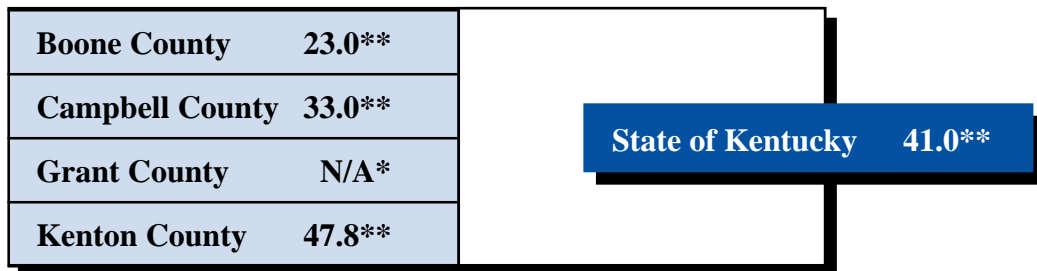 Boone County 23.0**
Campbell County 33.0**
State of Kentucky 41.0**
Grant County N/A*
Kenton County 47.8**